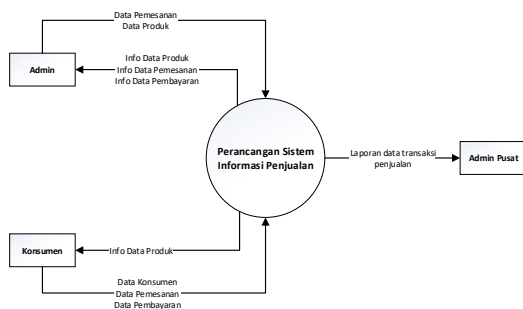 Data Pemesanan
Data Produk
Admin
Info Data Produk
Info Data Pemesanan
Info Data Pembayaran
Perancangan Sistem
Informasi Penjualan
Laporan data transaksi
penjualan
Admin Pusat
Konsumen
Info Data Produk
Data Konsumen
Data Pemesanan
Data Pembayaran